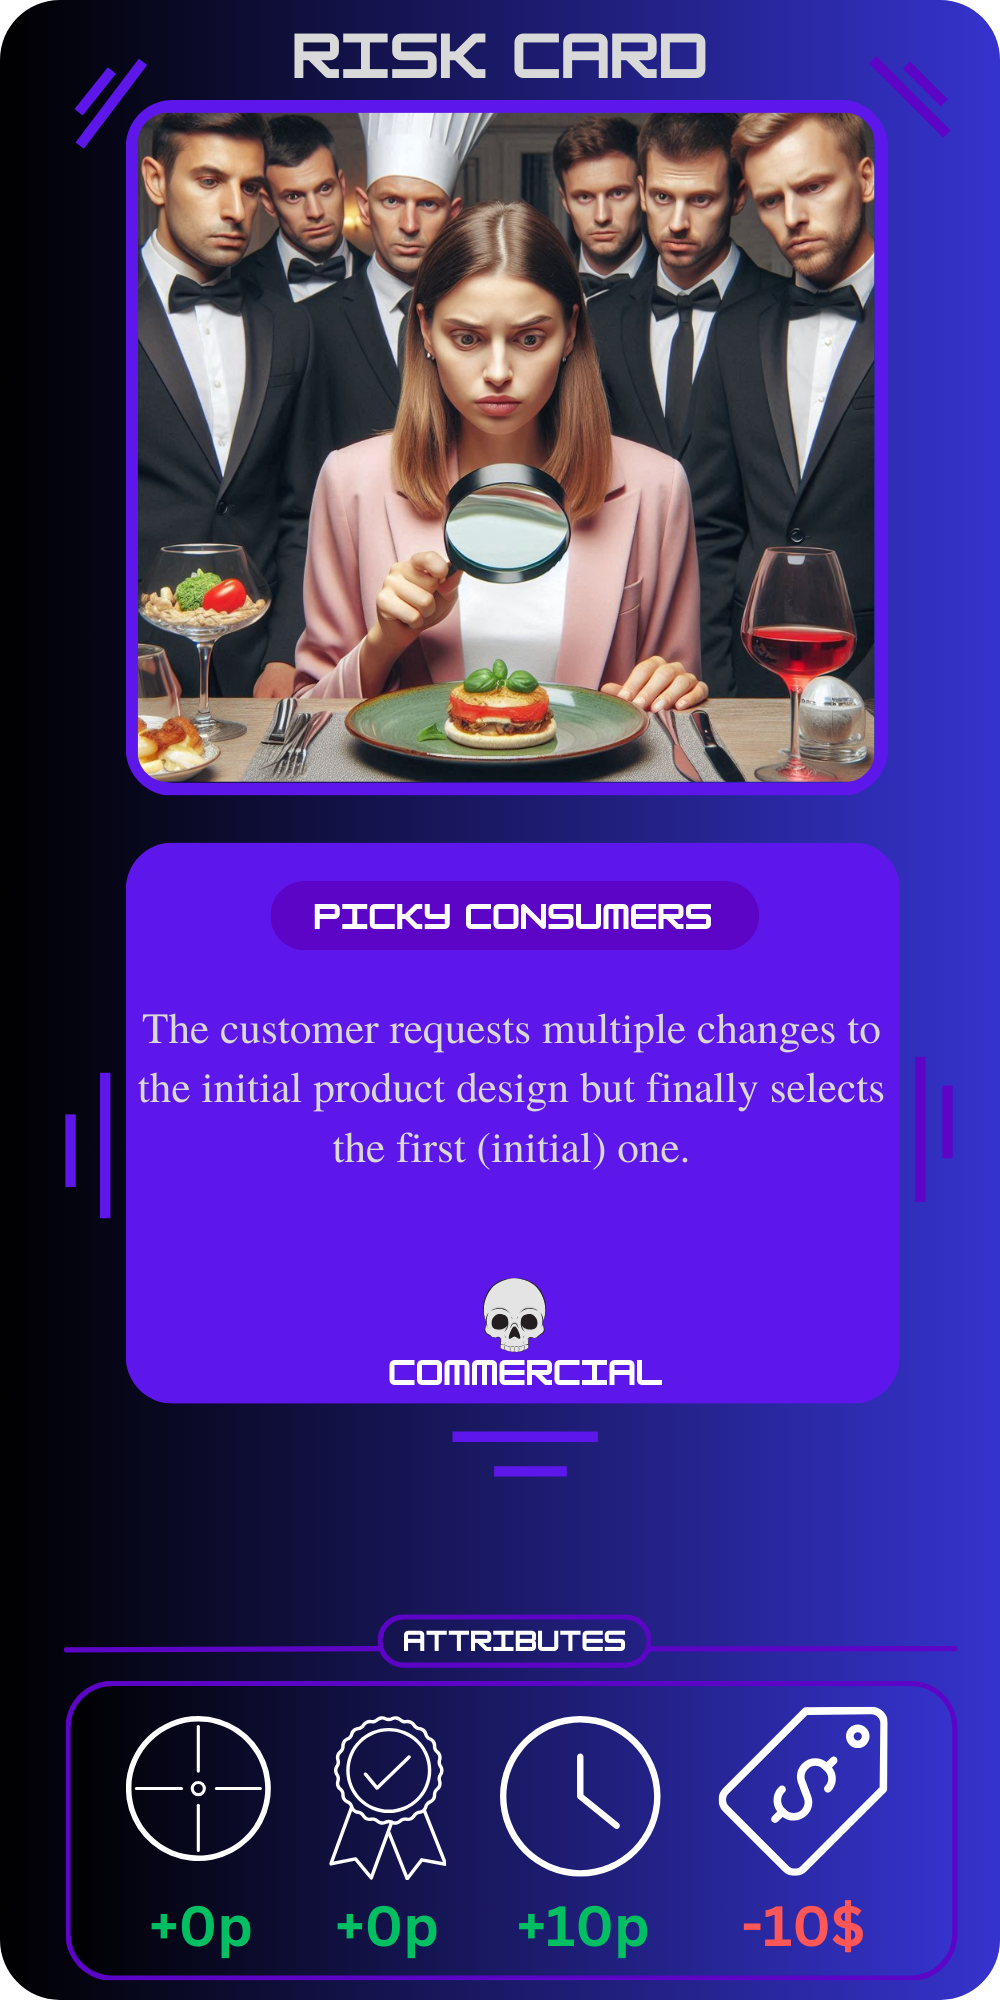 RISK CARD
PICKY CONSUMERS
The customer requests multiple changes to
the initial product design but finally selects
the first (initial) one.
COMMERCIAL
ATTRIBUTES
+0p +0p +10p -10$